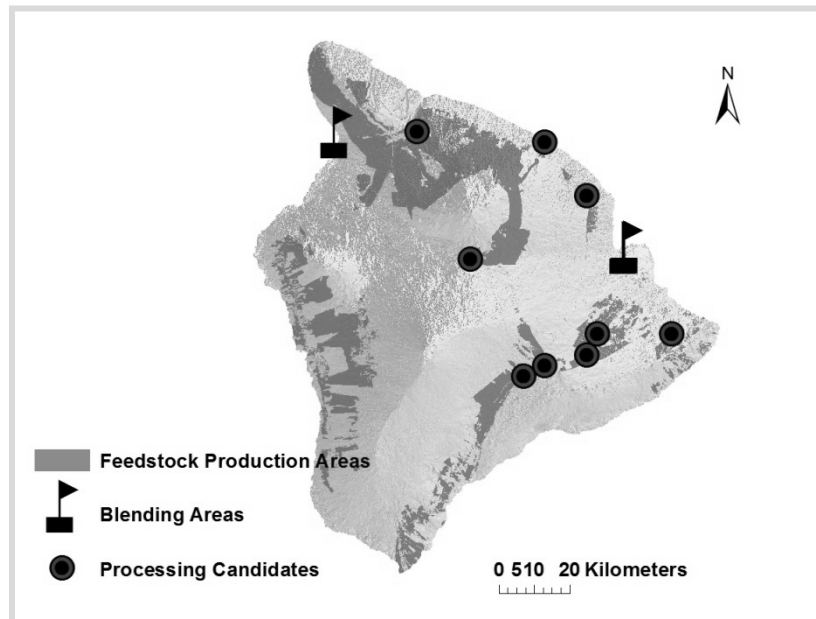 N
Feedstock Production Areas
Blending Areas
Processing Candidates
0 510 20 Kilometers